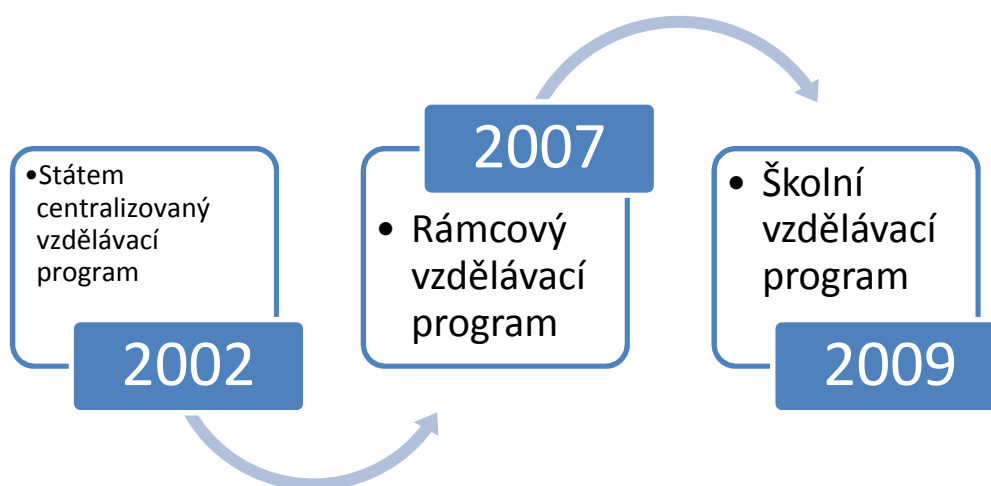 •Státem
centralizovaný
vzdělávací
program
2002
2007
• Rámcový
vzdělávací
program
• Školní
vzdělávací
program
2009